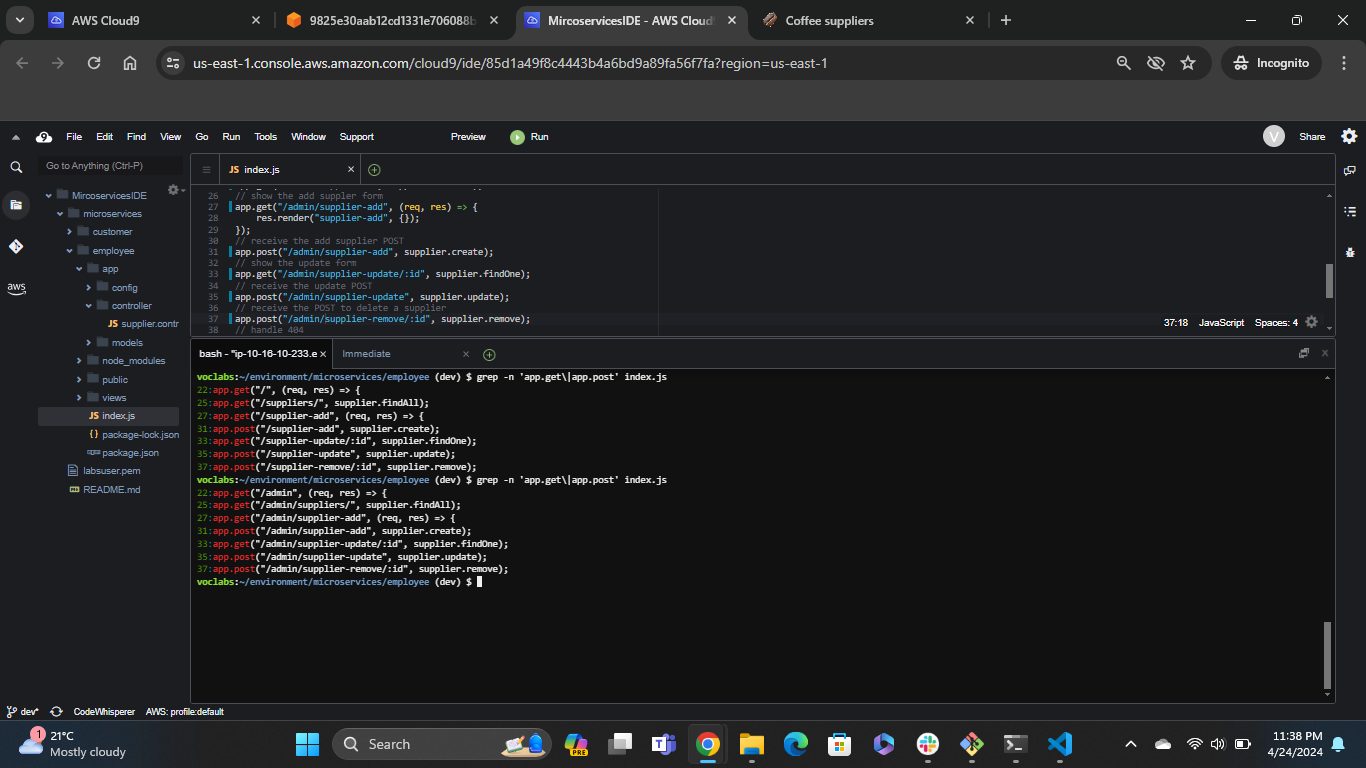 AWS Cloud9
9825e30aab12cd1331e706088b
MircoservicesIDE - AWS Cloud9
Coffee suppliers
us-east-1.console.aws.amazon.com/cloud9/ide/85d1a49f8c4443b4a6bd9a89fa56f7fa?region=us-east-1
Incognito
9 File Edit Find View Go Run Tools Window Support Preview Run V Share
Go to Anything (Ctrl-P)
JS index.js
MircoservicesIDE
microservices
customer
employee
app
config
controller
JS supplier.contr
models
node_modules
public
views
JS index.js
package-lock.json
package.json
labsuser.pem
README.md
aws
26 // show the add suppler form
27 app.get("/admin/supplier-add", (req, res) => {
28 res.render("supplier-add", {});
29 });
30 // receive the add supplier POST
31 app.post("/admin/supplier-add", supplier.create);
32 // show the update form
33 app.get("/admin/supplier-update/:id", supplier.findOne);
34 // receive the update POST
35 app.post("/admin/supplier-update", supplier.update);
36 // receive the POST to delete a supplier
37 app.post("/admin/supplier-remove/:id", supplier.remove);
38 // handle 404
37:18 JavaScript Spaces: 4
bash - "ip-10-16-10-233.e
Immediate
voclabs:~/environment/microservices/employee (dev) $ grep -n 'app.get\|app.post' index.js
22:app.get("/", (req, res) => {
25:app.get("/suppliers/", supplier.findAll);
27:app.get("/supplier-add", (req, res) => {
31:app.post("/supplier-add", supplier.create);
33:app.get("/supplier-update/:id", supplier.findOne);
35:app.post("/supplier-update", supplier.update);
37:app.post("/supplier-remove/:id", supplier.remove);
voclabs:~/environment/microservices/employee (dev) $ grep -n 'app.get\|app.post' index.js
22:app.get("/admin", (req, res) => {
25:app.get("/admin/suppliers/", supplier.findAll);
27:app.get("/admin/supplier-add", (req, res) => {
31:app.post("/admin/supplier-add", supplier.create);
33:app.get("/admin/supplier-update/:id", supplier.findOne);
35:app.post("/admin/supplier-update", supplier.update);
37:app.post("/admin/supplier-remove/:id", supplier.remove);
voclabs:~/environment/microservices/employee (dev) $
dev* CodeWhisperer AWS: profile:default
1
21°C
Mostly cloudy
Search
PRE
11:38 PM
4/24/2024